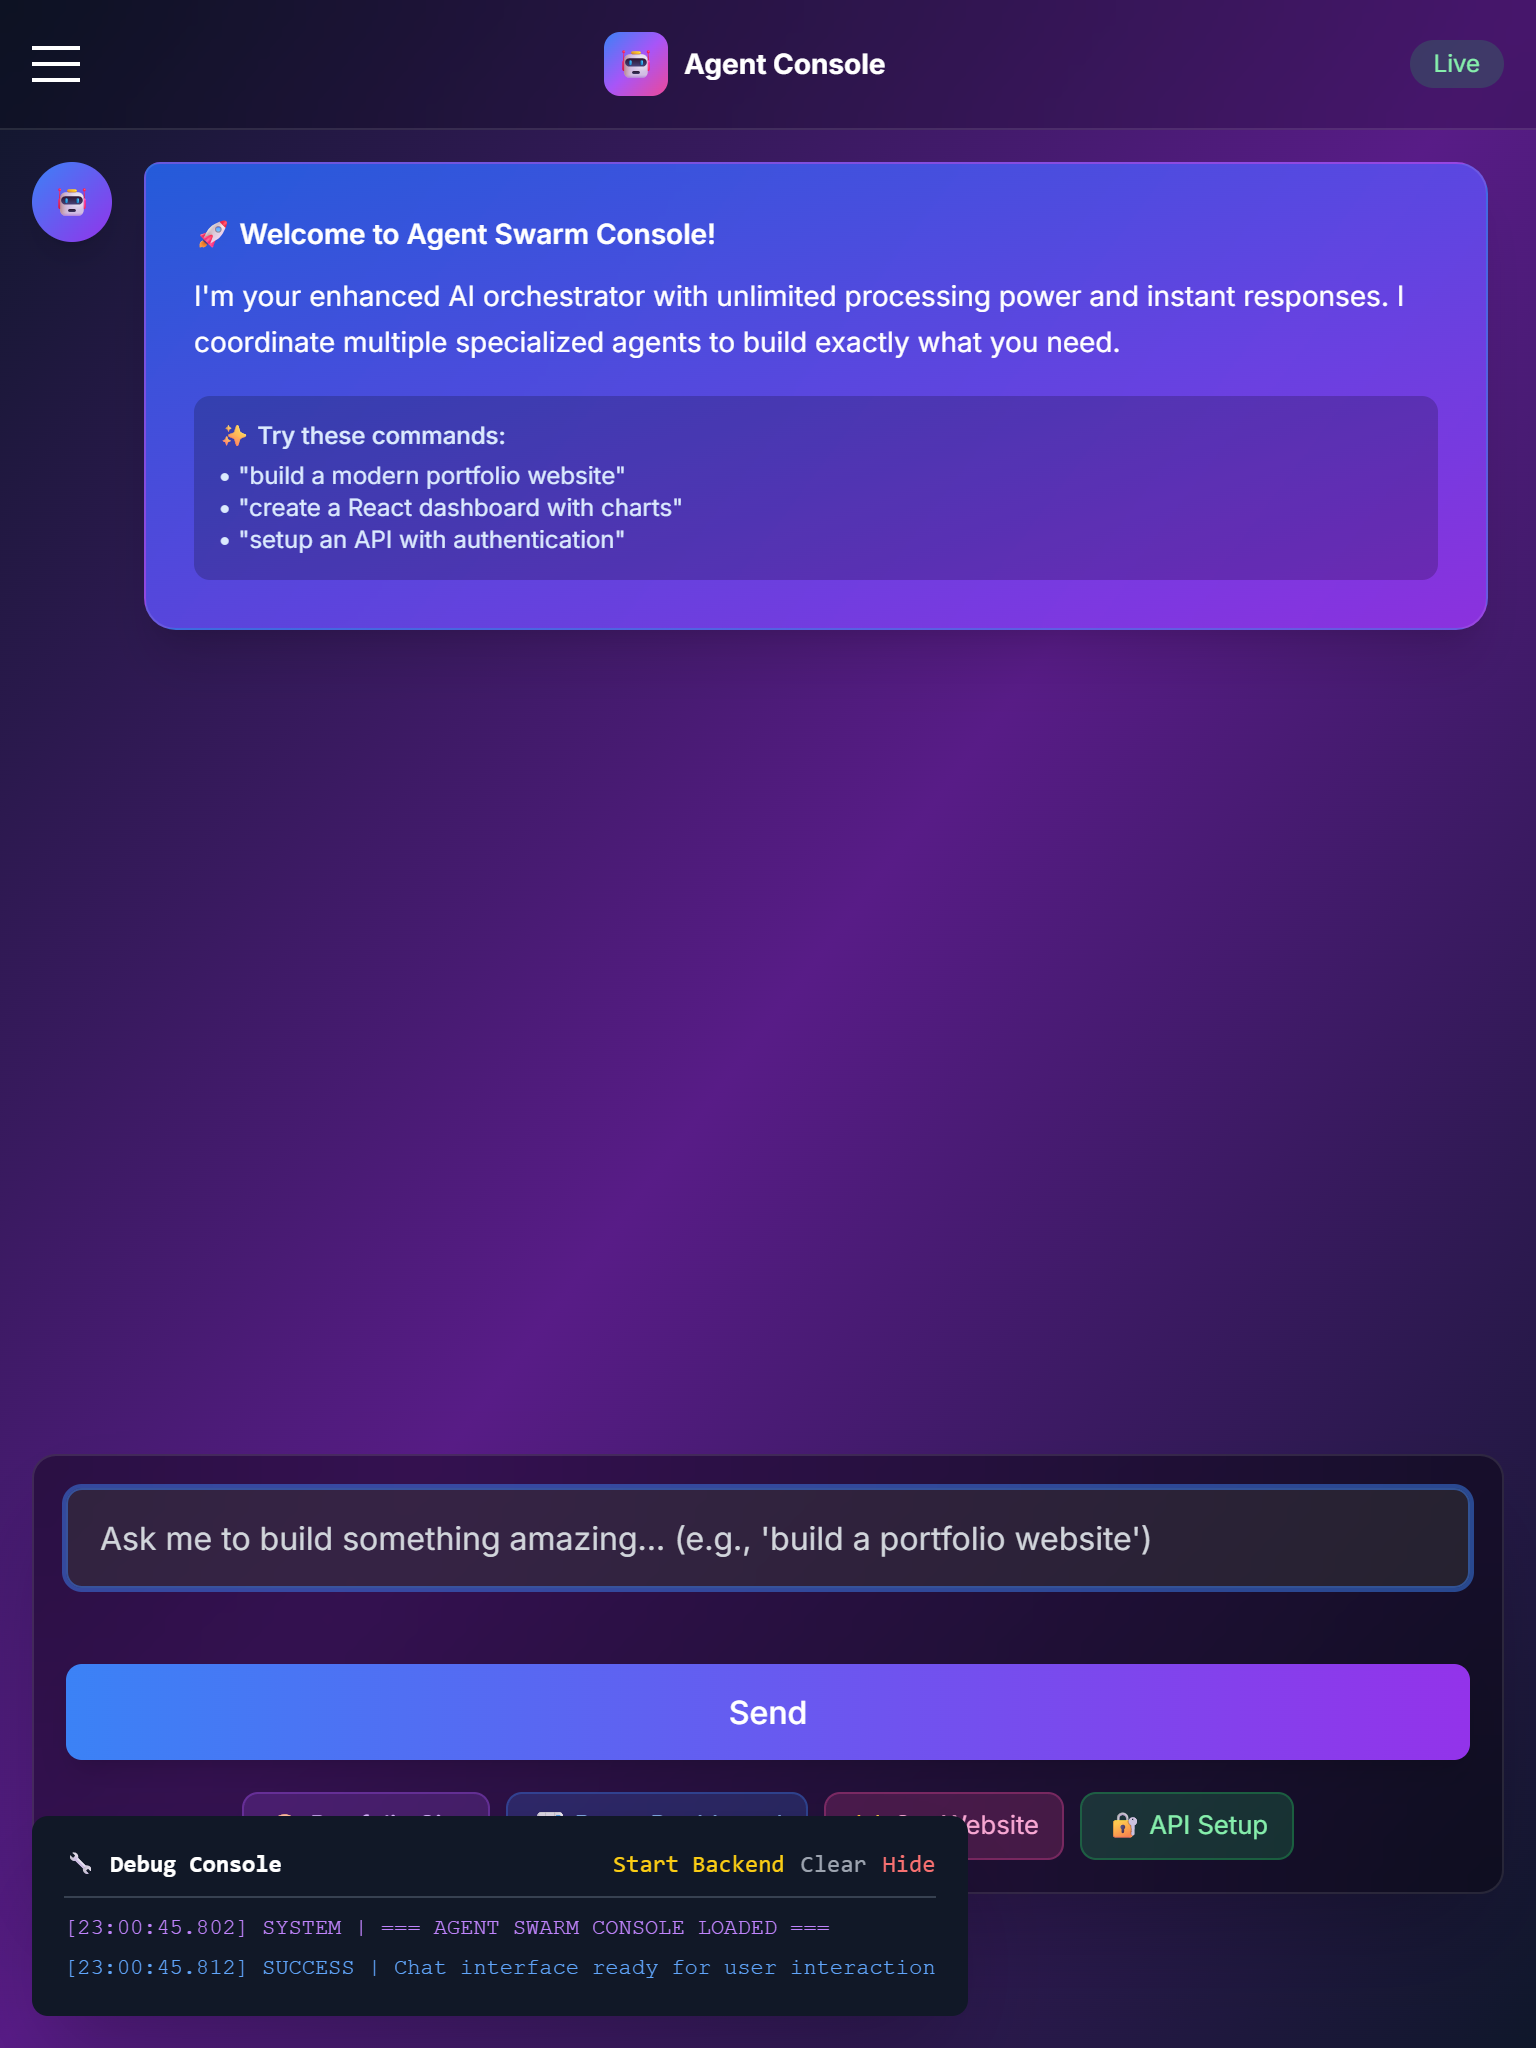 Agent Console
Live
Welcome to Agent Swarm Console!
I'm your enhanced AI orchestrator with unlimited processing power and instant responses. I
coordinate multiple specialized agents to build exactly what you need.
Try these commands:
• "build a modern portfolio website"
• "create a React dashboard with charts"
• "setup an API with authentication"
Ask me to build something amazing... (e.g., 'build a portfolio website')
Send
API Setup
Debug Console
Start Backend Clear Hide
[23:00:45.802] SYSTEM | === AGENT SWARM CONSOLE LOADED ===
[23:00:45.812] SUCCESS | Chat interface ready for user interaction